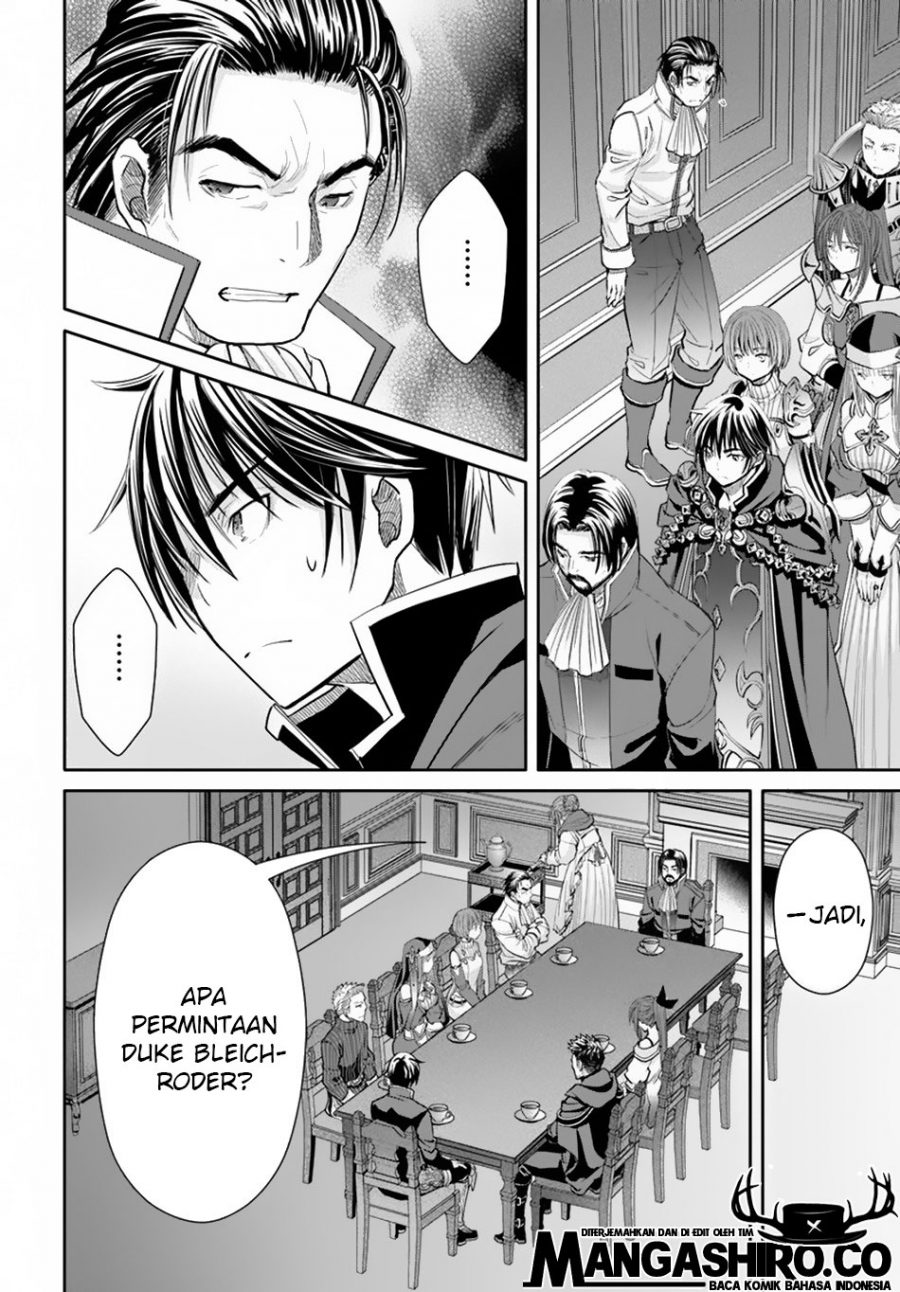 ......
......
—JADI,
APA
PERMINTAAN
DUKE BLEICH-
RODER?
DITERJEMAHKAN DAN DI EDIT OLEH TIM
MANGASHIRO.CO
BACA KOMIK BAHASA INDONESIA